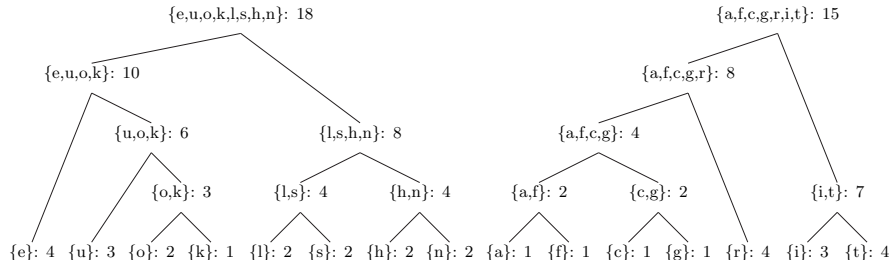 {e,u,o,k,l,s,h,n}: 18 {a,f,c,g,r,i,t}: 15
{e,u,o,k}: 10 {a,f,c,g,r}: 8
{u,o,k}: 6 {l,s,h,n}: 8 {a,f,c,g}: 4
{o,k}: 3 {l,s}: 4 {h,n}: 4 {a,f}: 2 {c,g}: 2 {i,t}: 7
{e}: 4 {u}: 3 {o}: 2 {k}: 1 {l}: 2 {s}: 2 {h}: 2 {n}: 2 {a}: 1 {f}: 1 {c}: 1 {g}: 1 {r}: 4 {i}: 3 {t}: 4